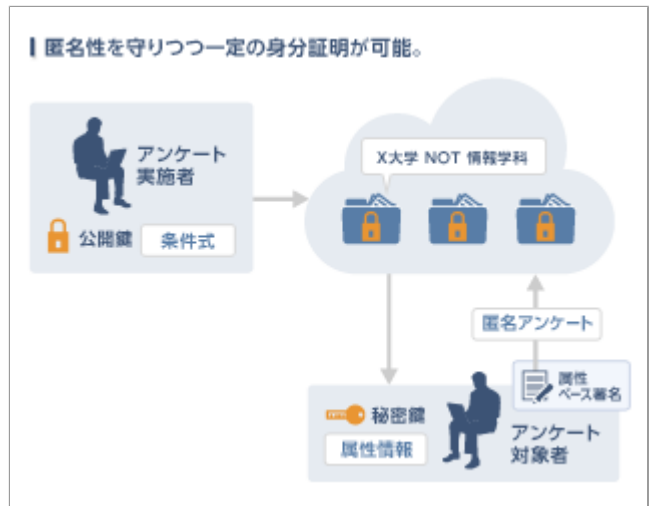 匿名性を守りつつ一定の身分証明が可能。
アンケート
実施者
公開鍵
条件式
X大学 NOT 情報学科
匿名アンケート
属性
ベース署名
秘密鍵
属性情報
アンケート
対象者